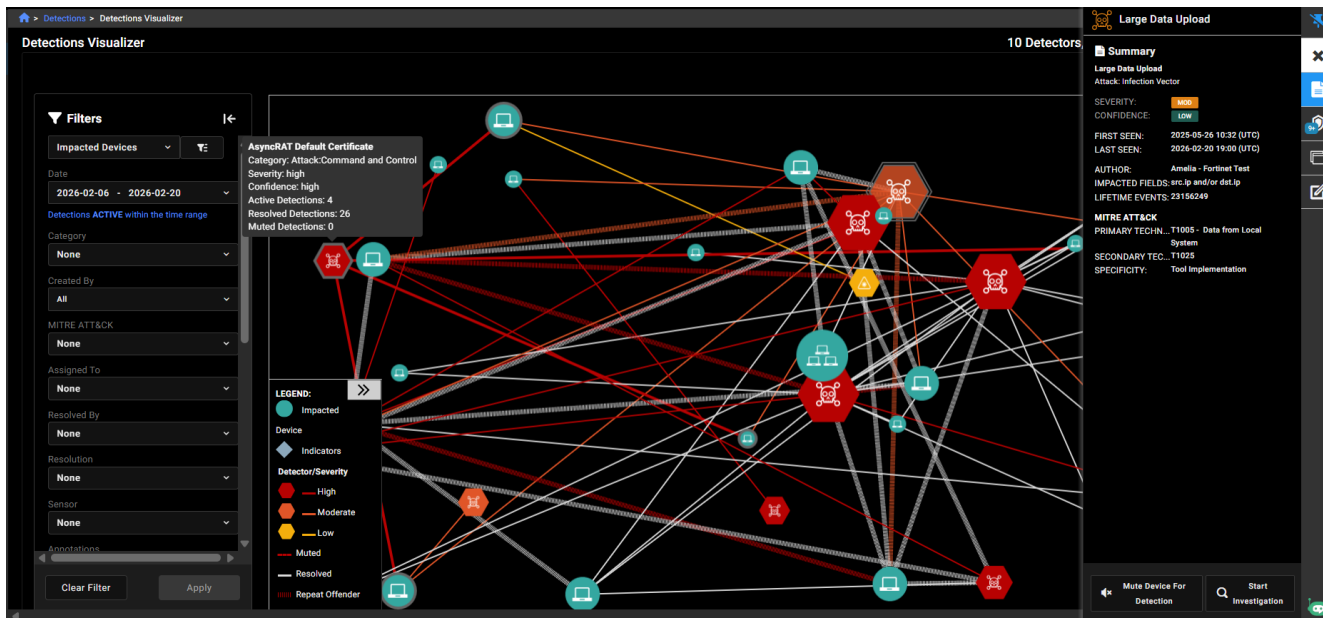 > Detections > Detections Visualizer
Detections Visualizer
10 Detectors,
Filters
Impacted Devices
Date
2026-02-06 - 2026-02-20
Detections ACTIVE within the time range
Category
None
Created By
All
MITRE ATT&CK
None
Assigned To
None
Resolved By
None
Resolution
None
Sensor
None
Annotations
Clear Filter
Apply
AsyncRAT Default Certificate
Category: Attack:Command and Control
Severity: high
Confidence: high
Active Detections: 4
Resolved Detections: 26
Muted Detections: 0
LEGEND:
Impacted
Device
Indicators
Detector/Severity
High
Moderate
Low
Muted
Resolved
Repeat Offender
Large Data Upload
Summary
Large Data Upload
Attack: Infection Vector
SEVERITY: MOD
CONFIDENCE: LOW
FIRST SEEN: 2025-05-26 10:32 (UTC)
LAST SEEN: 2026-02-20 19:00 (UTC)
AUTHOR: Amelia - Fortinet Test
IMPACTED FIELDS: src.ip and/or dst.ip
LIFETIME EVENTS: 23156249
MITRE ATT&CK
PRIMARY TECHN... T1005 - Data from Local
System
SECONDARY TEC... T1025
SPECIFICITY: Tool Implementation
Mute Device For
Detection
Start
Investigation
9+